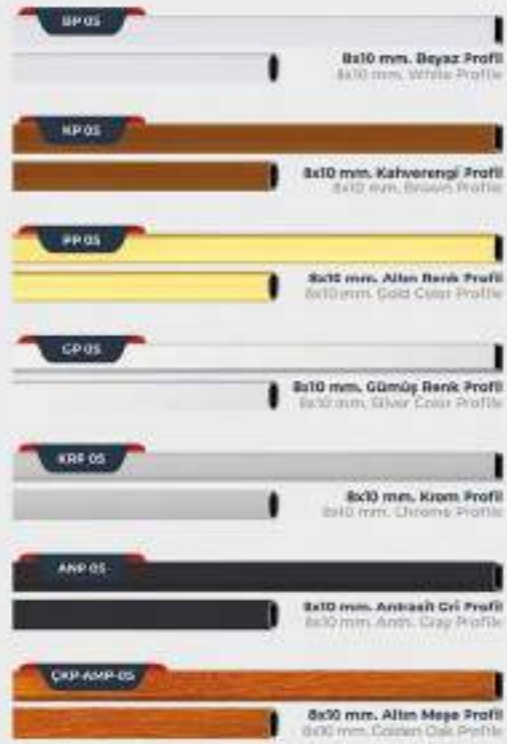 BP 05
8x10 mm. Beyaz Profil
8x10 mm. White Profile
KP 05
8x10 mm. Kahverengi Profil
8x10 mm. Brown Profile
PP 05
8x10 mm. Altın Renk Profil
8x10 mm. Gold Color Profile
GP 05
8x10 mm. Gümüş Renk Profil
8x10 mm. Silver Color Profile
KRP 05
8x10 mm. Krom Profil
8x10 mm. Chrome Profile
ANP 05
8x10 mm. Antrasit Gri Profil
8x10 mm. Anth. Gray Profile
ÇKP-AMP-05
8x10 mm. Altın Meşe Profil
8x10 mm. Golden Oak Profile